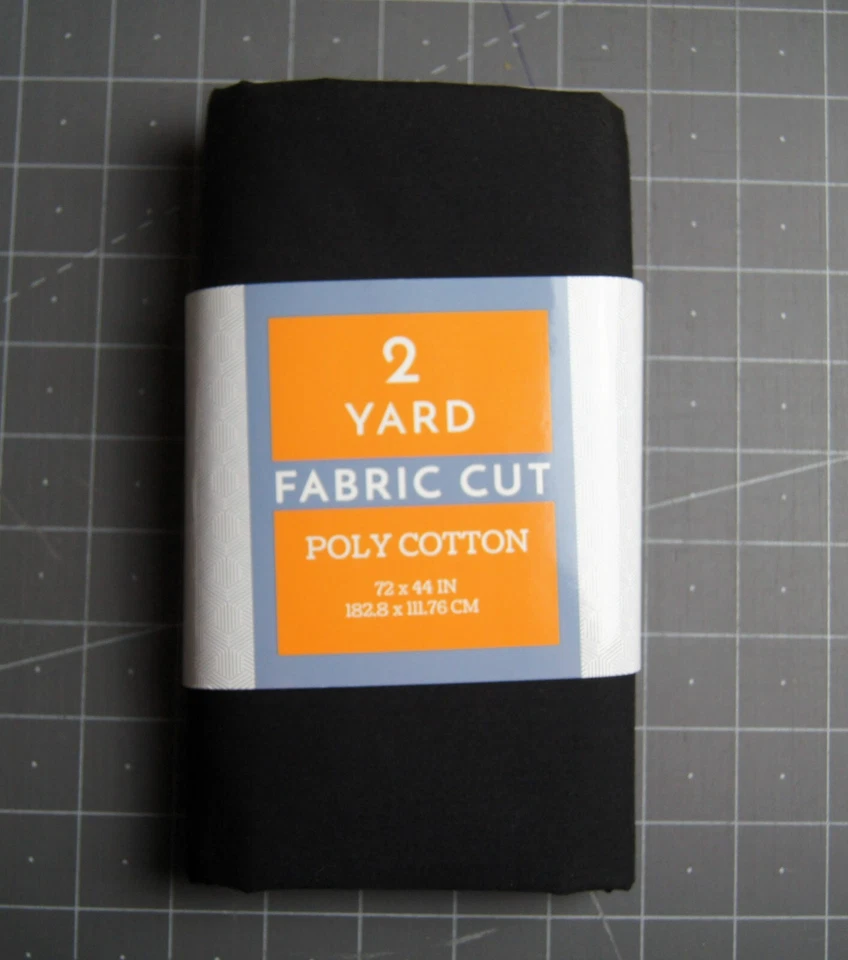 2
YARD
FABRIC CUT
POLY COTTON
72 x 44 IN
182.8 x 111.76 CM